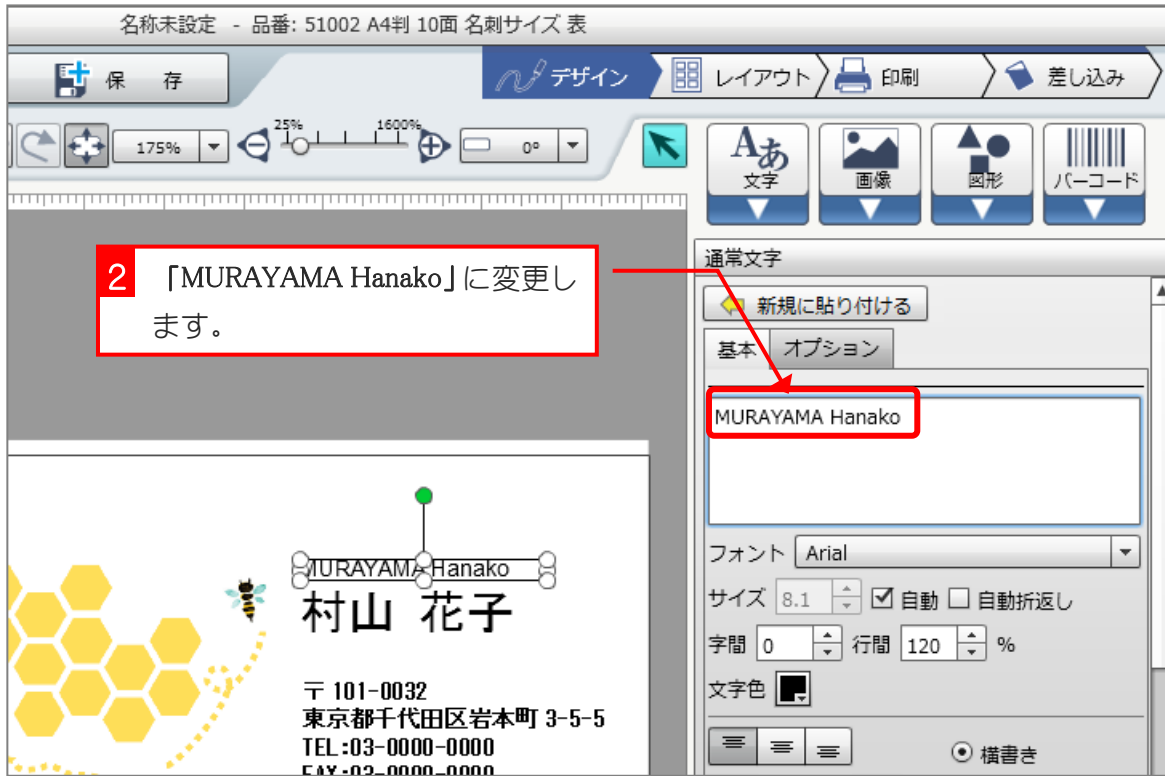 名称未設定 - 品番: 51002 A4判 10面 名刺サイズ 表
保 存
デザイン
レイアウト
印刷
差し込み
175%
25%
1600%
0°
Aあ
文字
画像
図形
バーコード
2 「MURAYAMA Hanako」に変更し
ます。
通常文字
新規に貼り付ける
基本
オプション
MURAYAMA Hanako
フォント Arial
サイズ 8.1 自動 自動折返し
字間 0 行間 120 %
文字色
横書き
MURAYAMA Hanako
村山 花子
〒101-0032
東京都千代田区岩本町 3-5-5
TEL:03-0000-0000
FAX:03-0000-0000